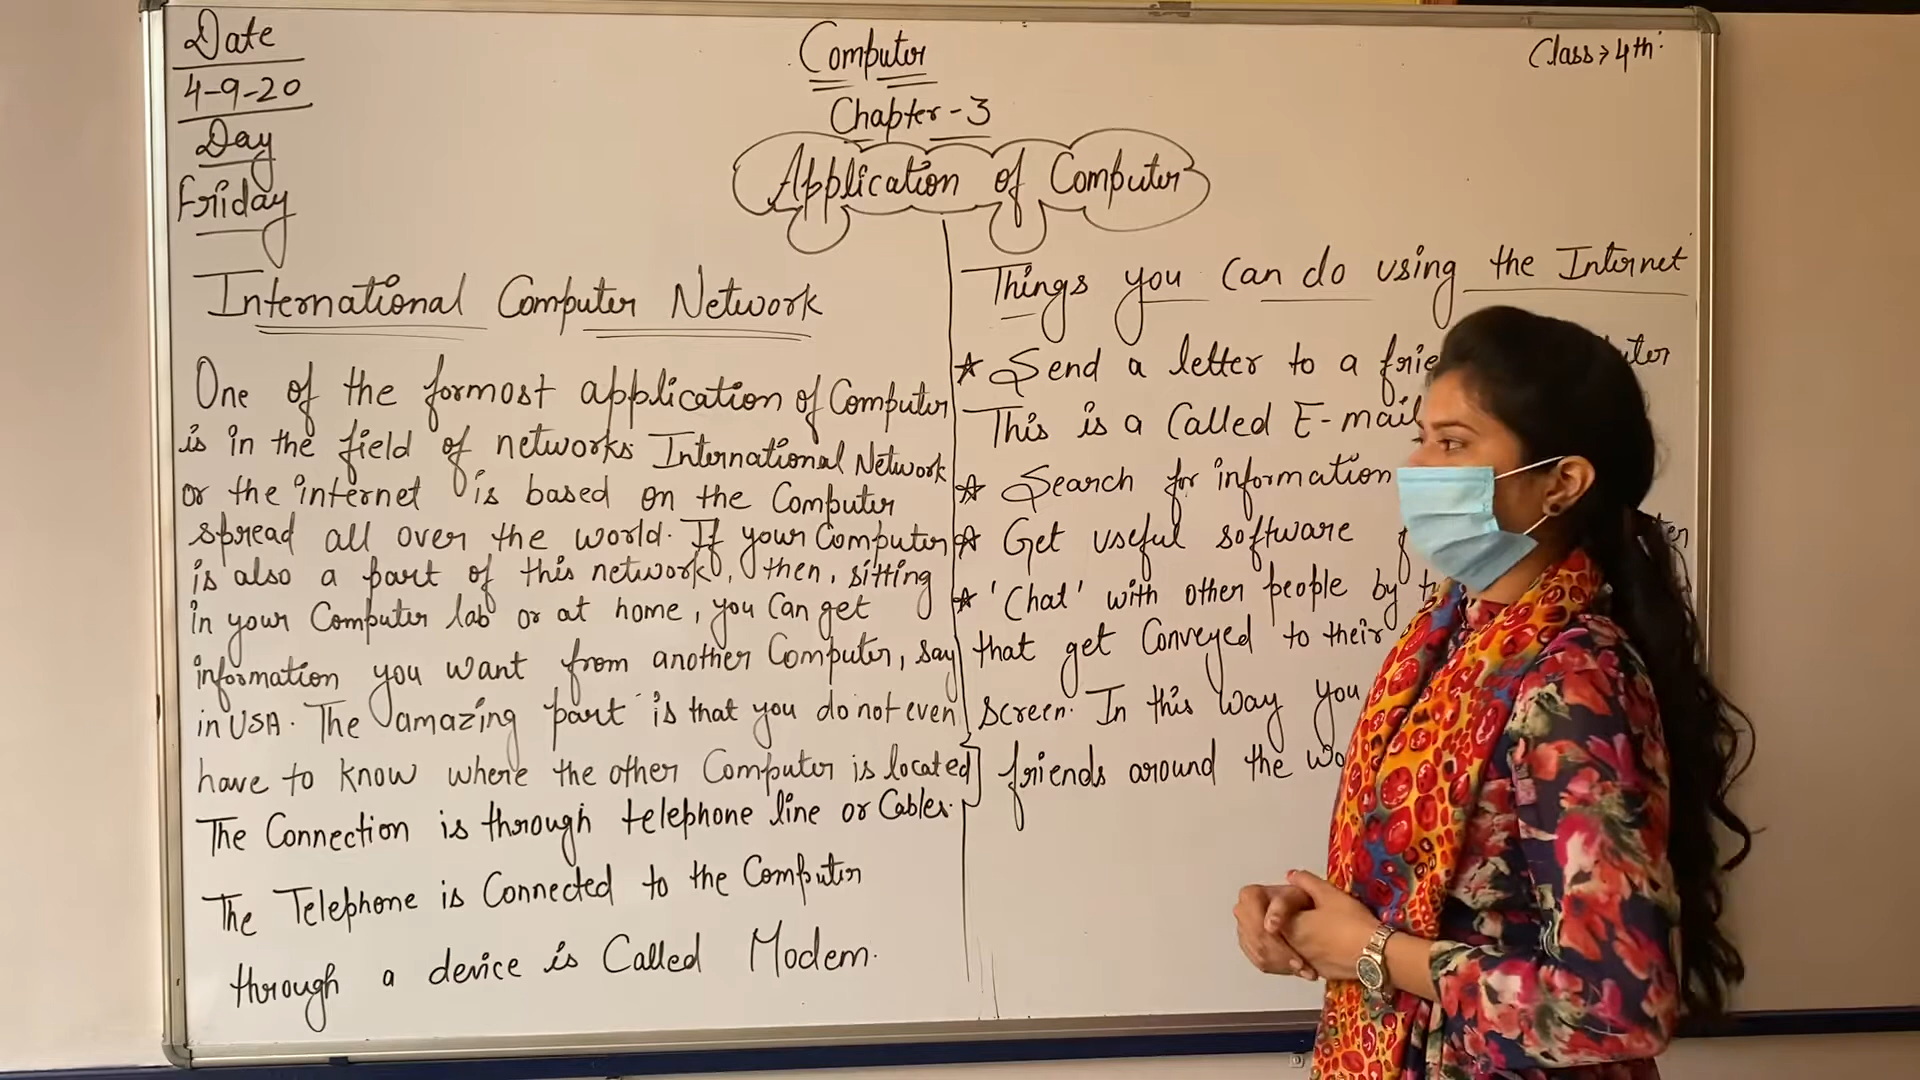 Date
4-9-20
Day
Friday
Computer
Chapter-3
Application of Computer
Class > 4th
International Computer Network
One of the formost application of Computer
is in the field of networks International Network
or the internet is based on the Computer
spread all over the world. If your Computer
is also a part of this network, then, sitting
in your Computer lab or at home, you Can get
information you want from another Computer, say
in USA. The amazing part is that you do not even
have to know where the other Computer is located
The Connection is through telephone line or Cables.
The Telephone is Connected to the Computer
through a device is Called Modem.
Things you Can do using the Internet
* Send a letter to a
This is a Called E-mail
* Search for information
* Get useful software
* 'Chat' with other people by
that get Conveyed to their
screen. In this way you
friends around the